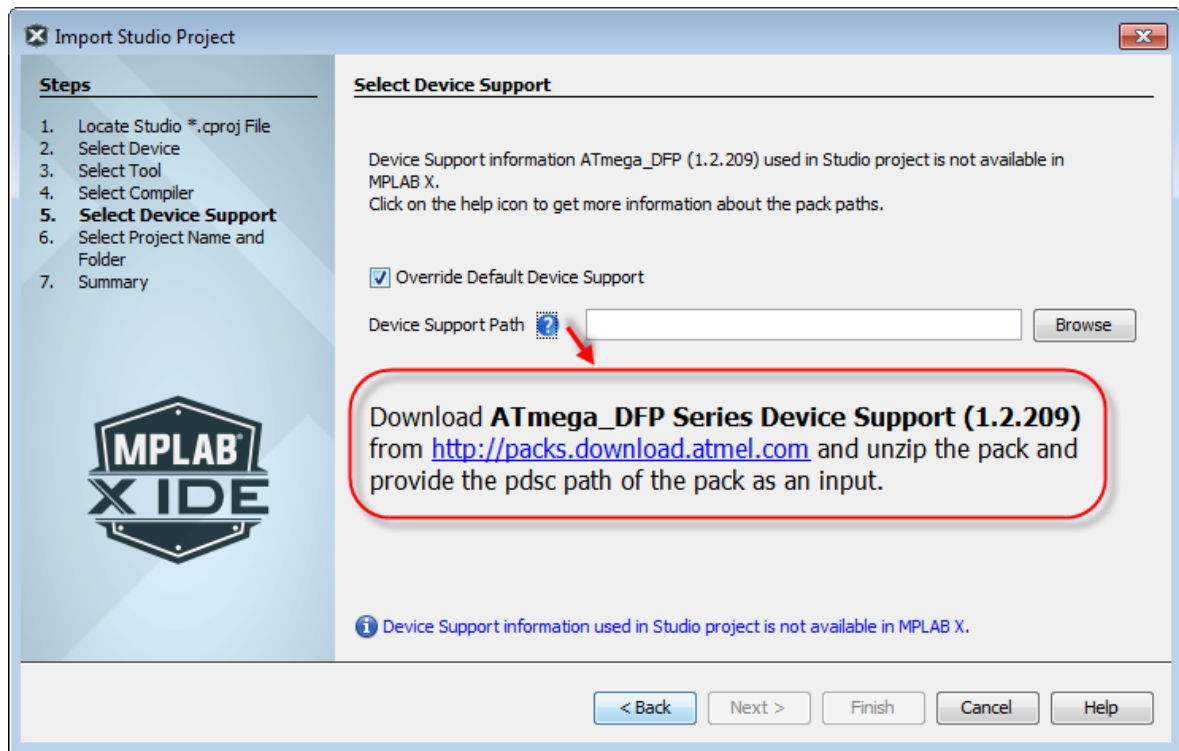 Import Studio Project
Steps
1. Locate Studio *.cproj File
2. Select Device
3. Select Tool
4. Select Compiler
5. Select Device Support
6. Select Project Name and
Folder
7. Summary
MPLAB®
X IDE
Select Device Support
Device Support information ATmega_DFP (1.2.209) used in Studio project is not available in
MPLAB X.
Click on the help icon to get more information about the pack paths.
Override Default Device Support
Device Support Path ? Browse
Download ATmega_DFP Series Device Support (1.2.209)
from http://packs.download.atmel.com and unzip the pack and
provide the pdsc path of the pack as an input.
Device Support information used in Studio project is not available in MPLAB X.
< Back Next > Finish Cancel Help